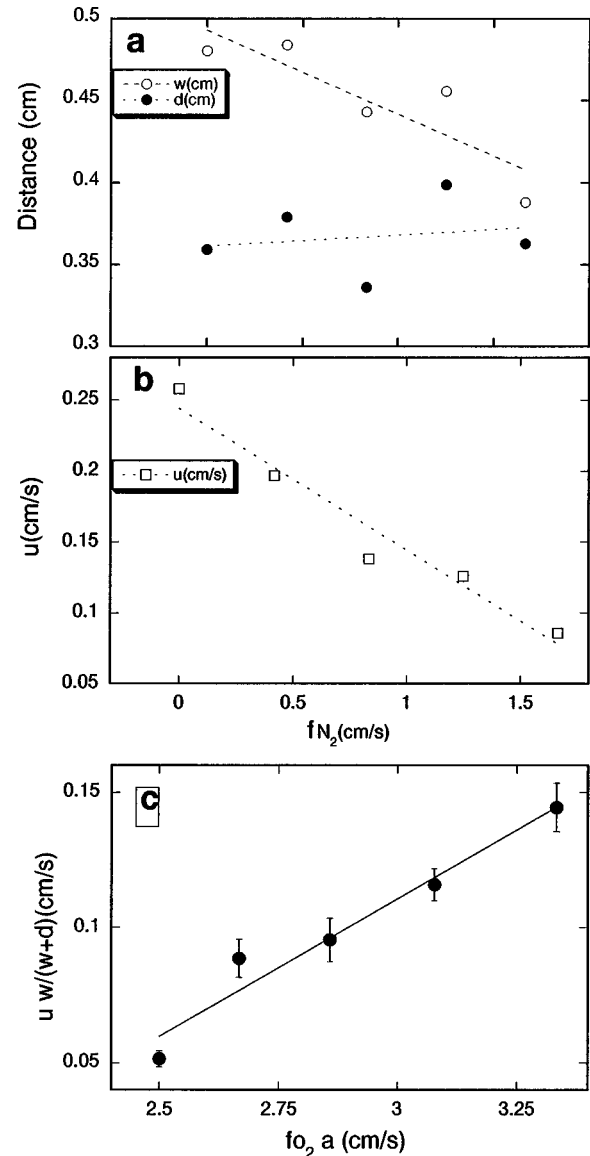 0.5
a
w(cm)
d(cm)
0.45
0.4
0.35
0.3
Distance (cm)
b
0.25
u(cm/s)
0.2
0.15
0.1
0.05
u(cm/s)
0 0.5 1 1.5
fN₂(cm/s)
c
0.15
0.1
0.05
u w/(w+d)(cm/s)
2.5 2.75 3 3.25
fo₂ a (cm/s)